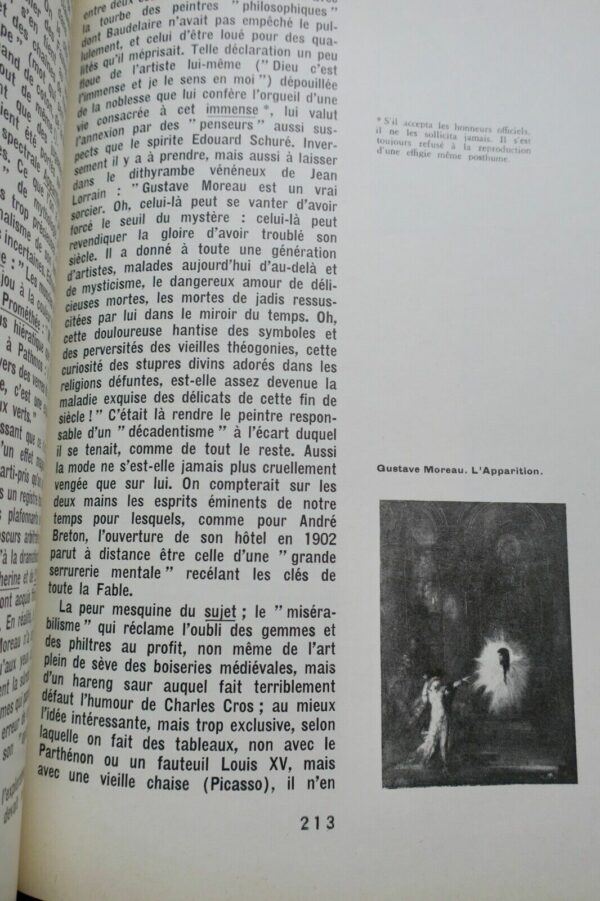 entre deux
la tourbe des peintres " philosophiques "
dont Baudelaire n'avait pas empêché le pul-
lulement, et celui d'être loué pour des qua-
lités qu'il méprisait. Telle déclaration un peu
floue de l'artiste lui-même (" Dieu c'est
l'immense et je le sens en moi ") dépouillée
de la noblesse que lui confère l'orgueil d'une
vie consacrée à cet immense *, lui valut
l'annexion par des " penseurs " aussi sus-
pects que le spirite Edouard Schuré. Inver-
sement il y a à prendre, mais aussi à laisser
dans le dithyrambe vénéneux de Jean
Lorrain : " Gustave Moreau est un vrai
sorcier. Oh, celui-là peut se vanter d'avoir
forcé le seuil du mystère : celui-là peut
revendiquer la gloire d'avoir troublé son
siècle. Il a donné à toute une génération
d'artistes, malades aujourd'hui d'au-delà et
de mysticisme, le dangereux amour de déli-
cieuses mortes, les mortes de jadis ressus-
citées par lui dans le miroir du temps. Oh,
cette douloureuse hantise des symboles et
des perversités des vieilles théogonies, cette
curiosité des stupres divins adorés dans les
religions défuntes, est-elle assez devenue la
maladie exquise des délicats de cette fin de
siècle ! " C'était là rendre le peintre respon-
sable d'un " décadentisme " à l'écart duquel
il se tenait, comme de tout le reste. Aussi
la mode ne s'est-elle jamais plus cruellement
vengée que sur lui. On compterait sur les
deux mains les esprits éminents de notre
temps pour lesquels, comme pour André
Breton, l'ouverture de son hôtel en 1902
parut à distance être celle d'une " grande
serrurerie mentale " recélant les clés de
toute la Fable.
La peur mesquine du sujet ; le " miséra-
bilisme " qui réclame l'oubli des gemmes et
des philtres au profit, non même de l'art
plein de sève des boiseries médiévales, mais
d'un hareng saur auquel fait terriblement
défaut l'humour de Charles Cros ; au mieux
l'idée intéressante, mais trop exclusive, selon
laquelle on fait des tableaux, non avec le
Parthénon ou un fauteuil Louis XV, mais
avec une vieille chaise (Picasso), il n'en
213
* S'il accepta les honneurs officiels,
il ne les sollicita jamais. Il s'est
toujours refusé à la reproduction
d'une effigie même posthume.
Gustave Moreau. L'Apparition.